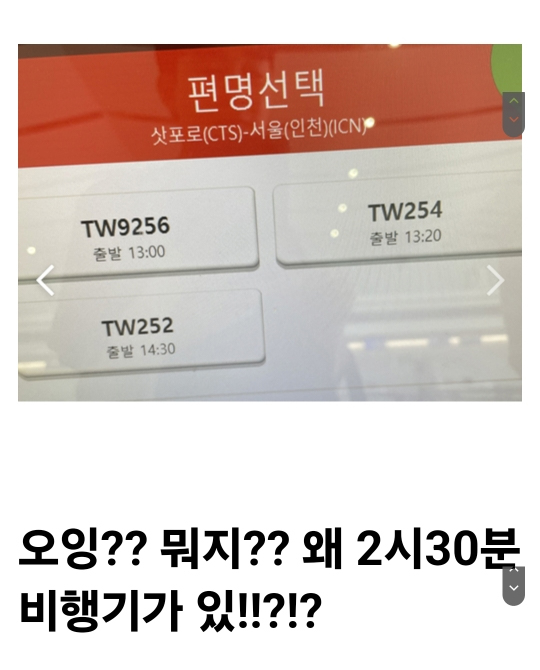 편명선택
삿포로(CTS)-서울(인천)(ICN)
TW9256
출발 13:00
TW254
출발 13:20
TW252
출발 14:30
오잉?? 뭐지?? 왜 2시30분
비행기가 있!!?!?